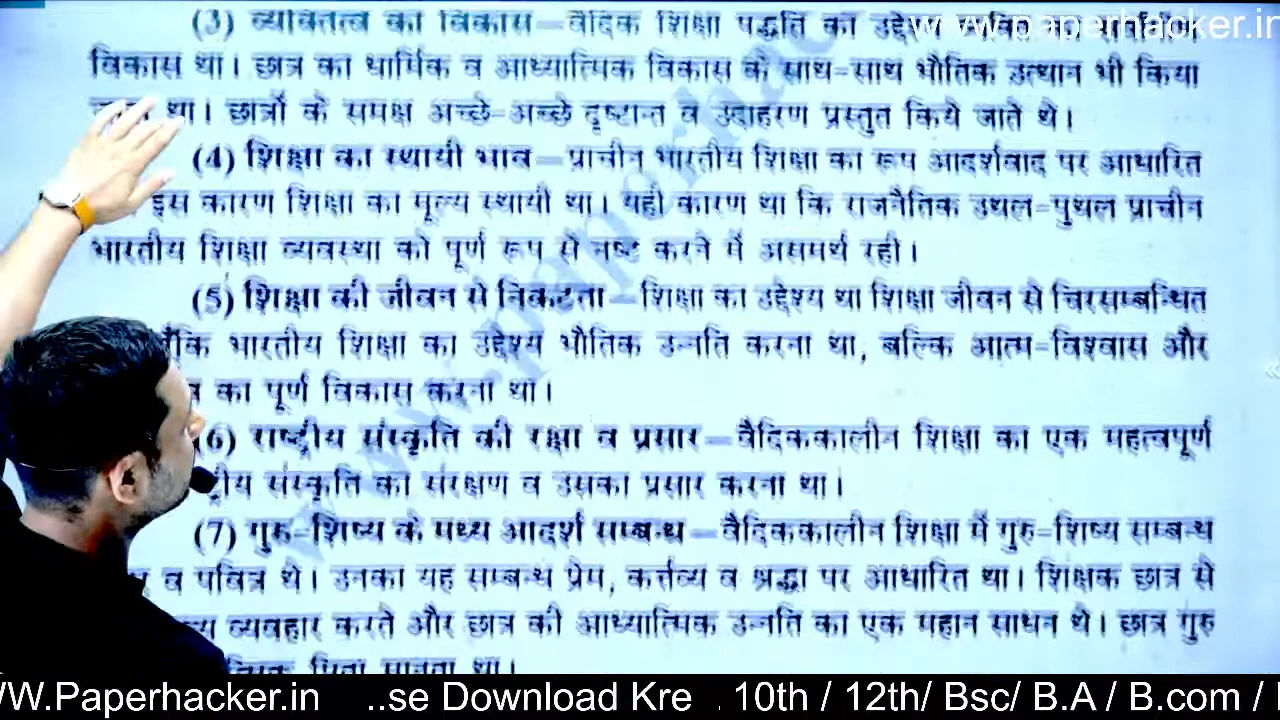 (3) व्यक्तित्व का विकास–वैदिक शिक्षा पद्धति का उद्देश्य
www.paperhacker.in
विकास था। छात्र का धार्मिक व आध्यात्मिक विकास के साथ-साथ भौतिक उत्थान भी किया
था। छात्रों के समक्ष अच्छे-अच्छे दृष्टान्त व उदाहरण प्रस्तुत किये जाते थे।
(4) शिक्षा का स्थायी भाव–प्राचीन भारतीय शिक्षा का रूप आदर्शवाद पर आधारित
इस कारण शिक्षा का मूल्य स्थायी था। यही कारण था कि राजनैतिक उथल-पुथल प्राचीन
भारतीय शिक्षा व्यवस्था को पूर्ण रूप से नष्ट करने में असमर्थ रही।
(5) शिक्षा की जीवन से निकटता–शिक्षा का उद्देश्य था शिक्षा जीवन से चिरसम्बन्धित
भारतीय शिक्षा का उद्देश्य भौतिक उन्नति करना था, बल्कि आत्म-विश्वास और
का पूर्ण विकास करना था।
(6) राष्ट्रीय संस्कृति की रक्षा व प्रसार–वैदिककालीन शिक्षा का एक महत्वपूर्ण
संस्कृति का संरक्षण व उसका प्रसार करना था।
(7) गुरु-शिष्य के मध्य आदर्श सम्बन्ध–वैदिककालीन शिक्षा में गुरु-शिष्य सम्बन्ध
व पवित्र थे। उनका यह सम्बन्ध प्रेम, कर्त्तव्य व श्रद्धा पर आधारित था। शिक्षक छात्र से
व्यवहार करते और छात्र की आध्यात्मिक उन्नति का एक महान साधन थे। छात्र गुरु
पिता मानता था।
WW.Paperhacker.in ..se Download Kre . 10th / 12th/ Bsc/ B.A / B.com /